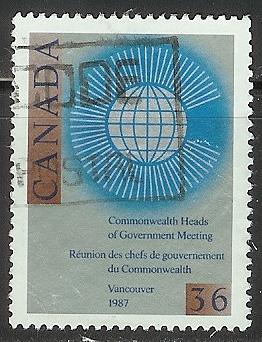 CANADA
Commonwealth Heads
of Government Meeting
Réunion des chefs de gouvernement
du Commonwealth
Vancouver
1987
36